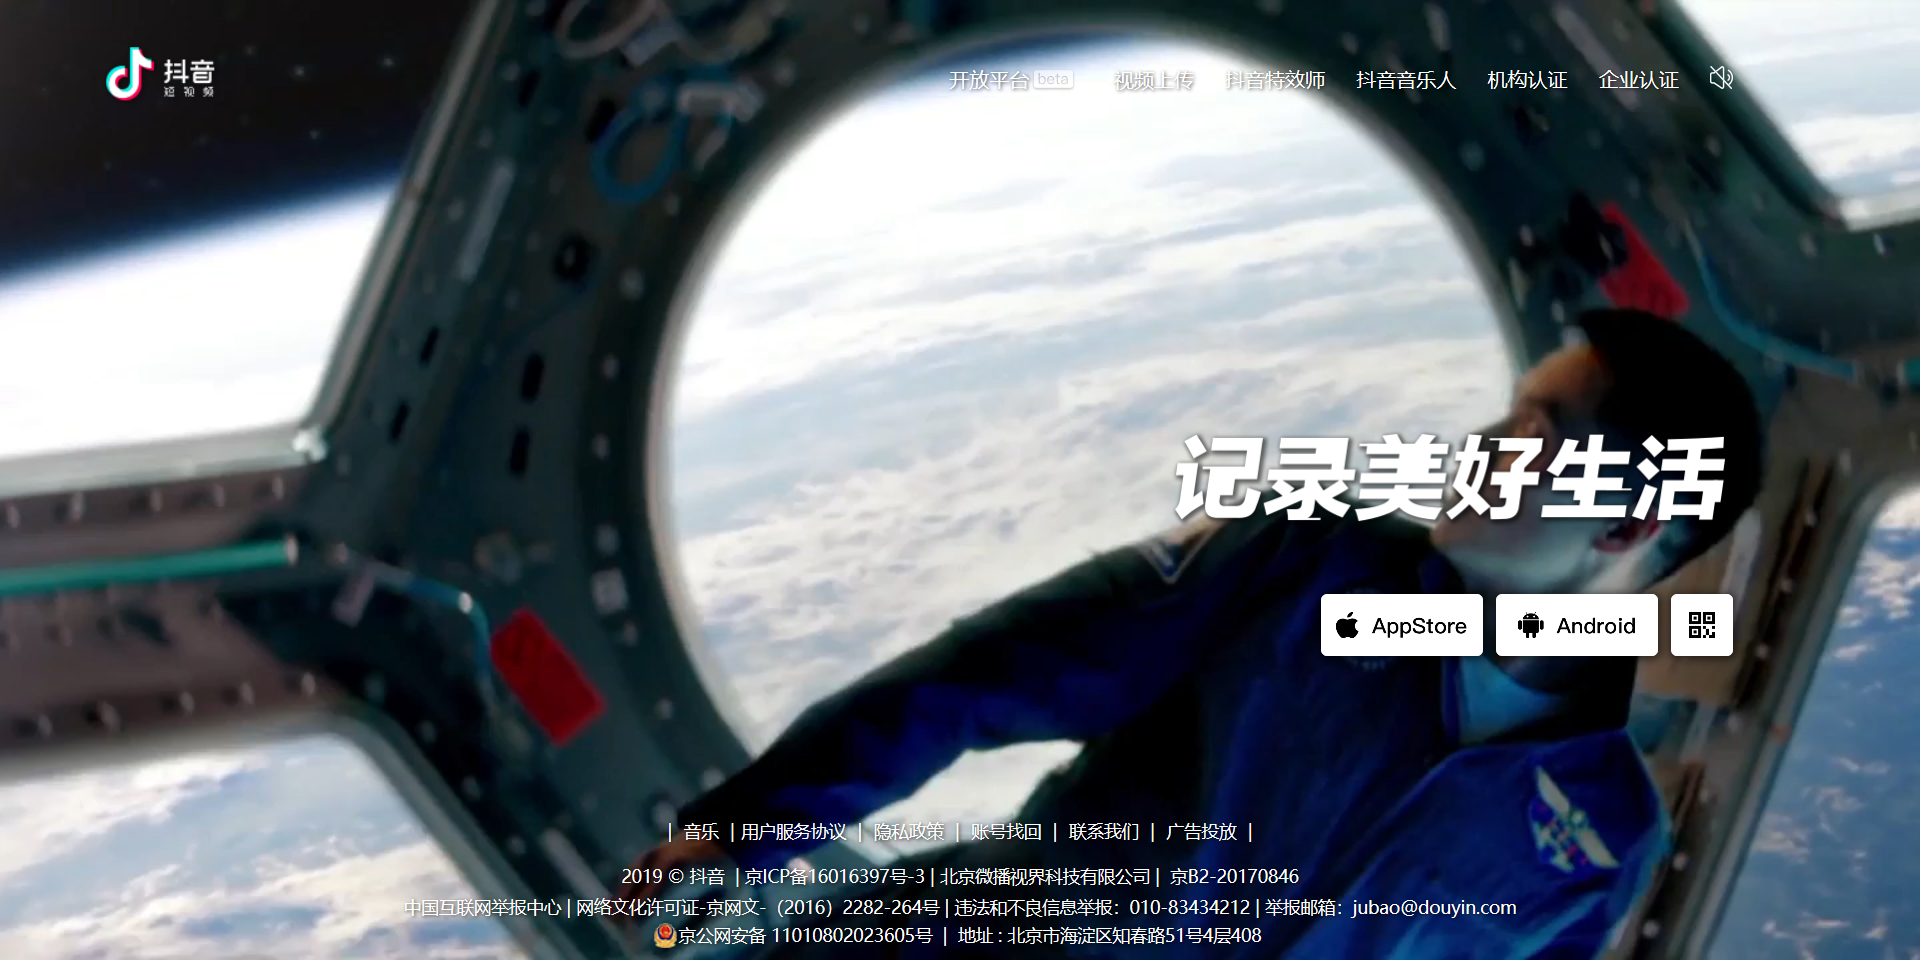 抖音
短视频
开放平台 beta 视频上传 抖音特效师 抖音音乐人 机构认证 企业认证
记录美好生活
AppStore Android
| 音乐 | 用户服务协议 | 隐私政策 | 账号找回 | 联系我们 | 广告投放 |
2019 © 抖音 | 京ICP备16016397号-3 | 北京微播视界科技有限公司 | 京B2-20170846
中国互联网举报中心 | 网络文化许可证-京网文-（2016）2282-264号 | 违法和不良信息举报：010-83434212 | 举报邮箱：jubao@douyin.com
京公网安备 11010802023605号 | 地址 : 北京市海淀区知春路51号4层408